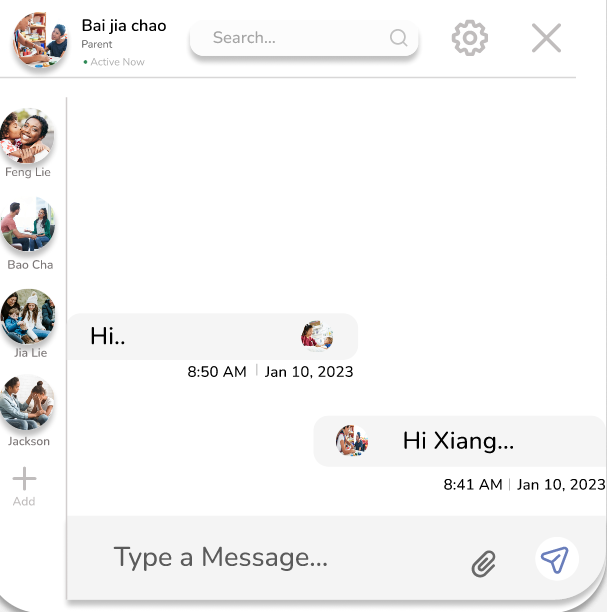 Bai jia chao
Parent
Active Now
Search...
Feng Lie
Bao Cha
Jia Lie
Jackson
Add
Hi..
8:50 AM
Jan 10, 2023
Hi Xiang...
8:41 AM
Jan 10, 2023
Type a Message...